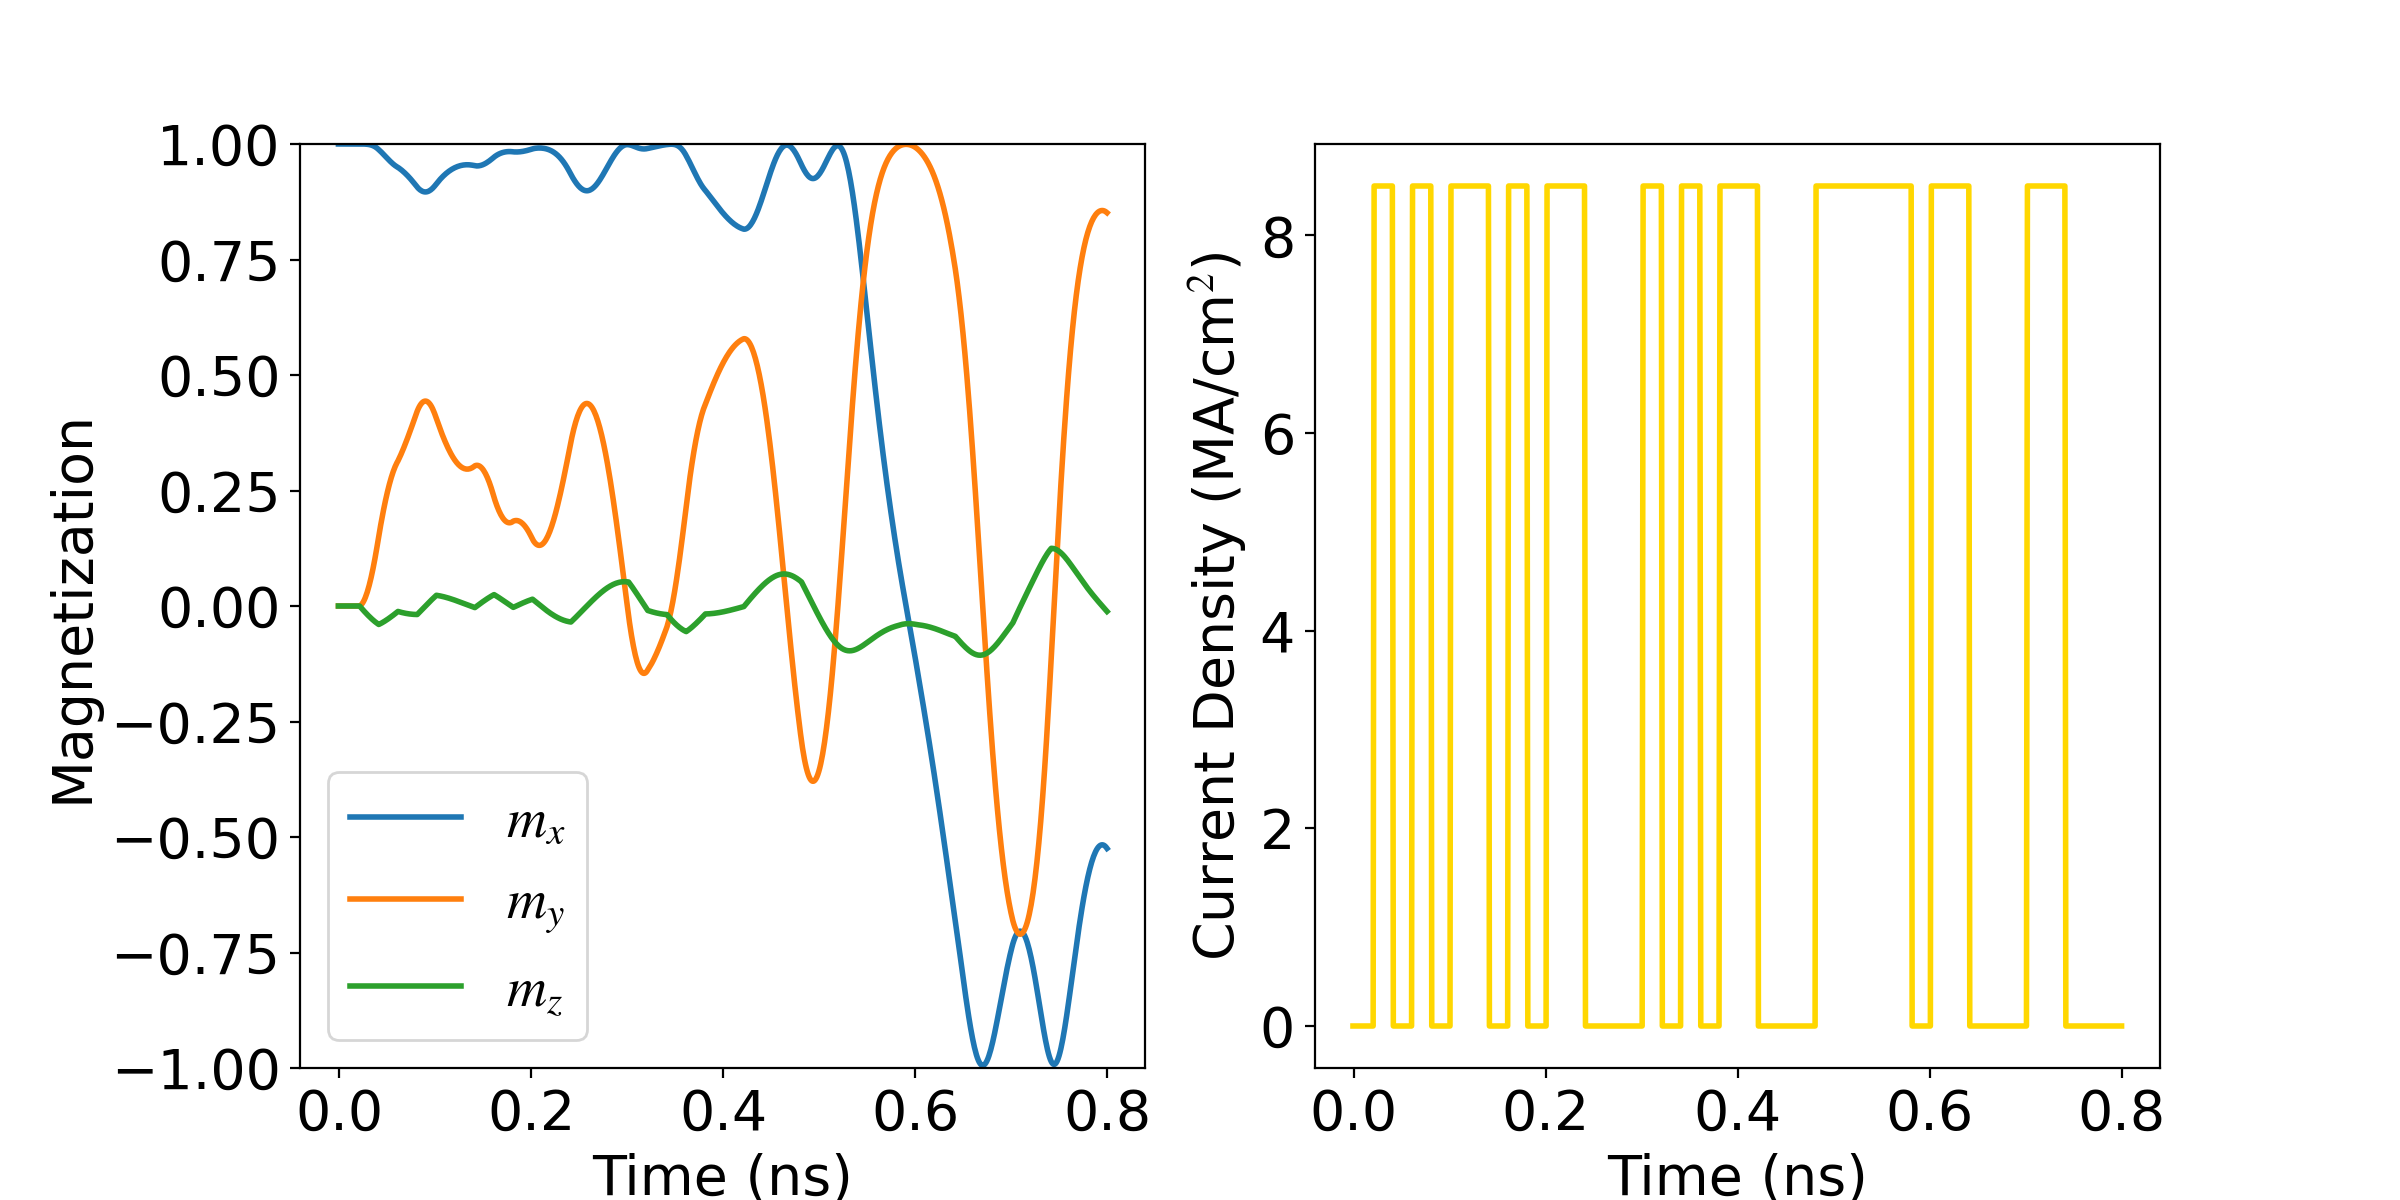 1.00
0.75
0.50
0.25
0.00
−0.25
−0.50
−0.75
−1.00
Magnetization
m_x
m_y
m_z
0.0 0.2 0.4 0.6 0.8
Time (ns)
8
6
4
2
0
Current Density (MA/cm²)
0.0 0.2 0.4 0.6 0.8
Time (ns)